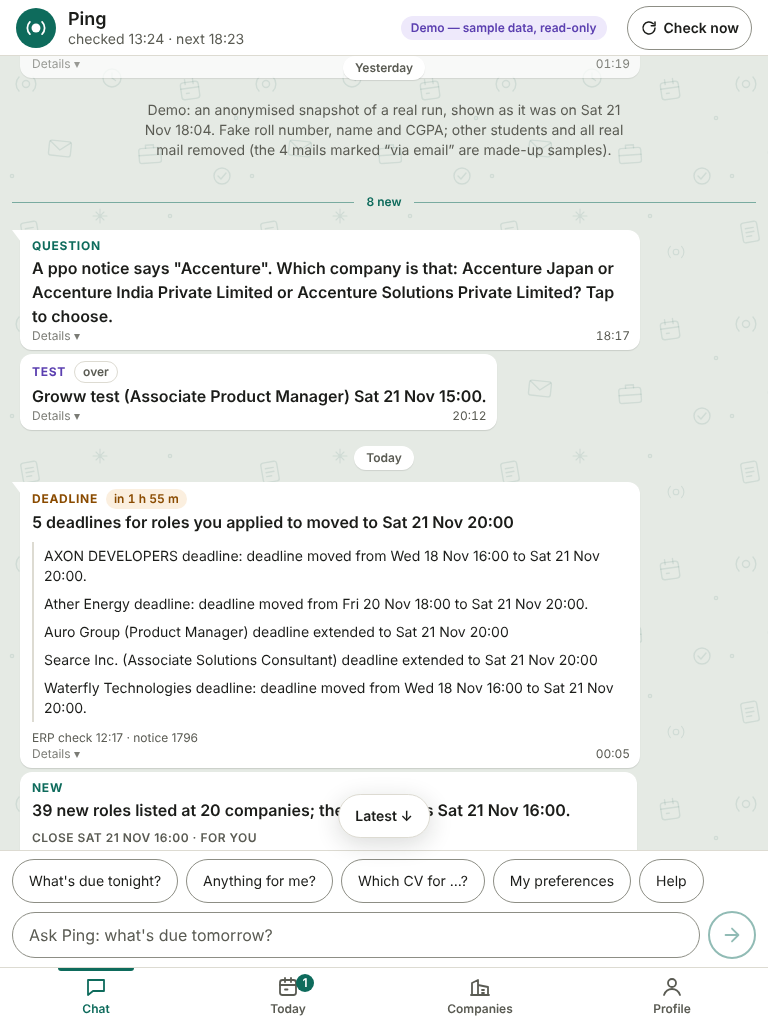 Ping
checked 13:24 · next 18:23
Demo — sample data, read-only
Check now
Details ▾
01:19
Yesterday
Demo: an anonymised snapshot of a real run, shown as it was on Sat 21
Nov 18:04. Fake roll number, name and CGPA; other students and all real
mail removed (the 4 mails marked “via email” are made-up samples).
8 new
QUESTION
A ppo notice says "Accenture". Which company is that: Accenture Japan or
Accenture India Private Limited or Accenture Solutions Private Limited? Tap
to choose.
Details ▾
18:17
TEST over
Groww test (Associate Product Manager) Sat 21 Nov 15:00.
Details ▾
20:12
Today
DEADLINE in 1 h 55 m
5 deadlines for roles you applied to moved to Sat 21 Nov 20:00
AXON DEVELOPERS deadline: deadline moved from Wed 18 Nov 16:00 to Sat 21 Nov
20:00.
Ather Energy deadline: deadline moved from Fri 20 Nov 18:00 to Sat 21 Nov 20:00.
Auro Group (Product Manager) deadline extended to Sat 21 Nov 20:00
Searce Inc. (Associate Solutions Consultant) deadline extended to Sat 21 Nov 20:00
Waterfly Technologies deadline: deadline moved from Wed 18 Nov 16:00 to Sat 21 Nov
20:00.
ERP check 12:17 · notice 1796
Details ▾
00:05
NEW
39 new roles listed at 20 companies; Sat 21 Nov 16:00.
Latest ↓
CLOSE SAT 21 NOV 16:00 · FOR YOU
What's due tonight?
Anything for me?
Which CV for …?
My preferences
Help
Ask Ping: what's due tomorrow?
Chat
Today
1
Companies
Profile